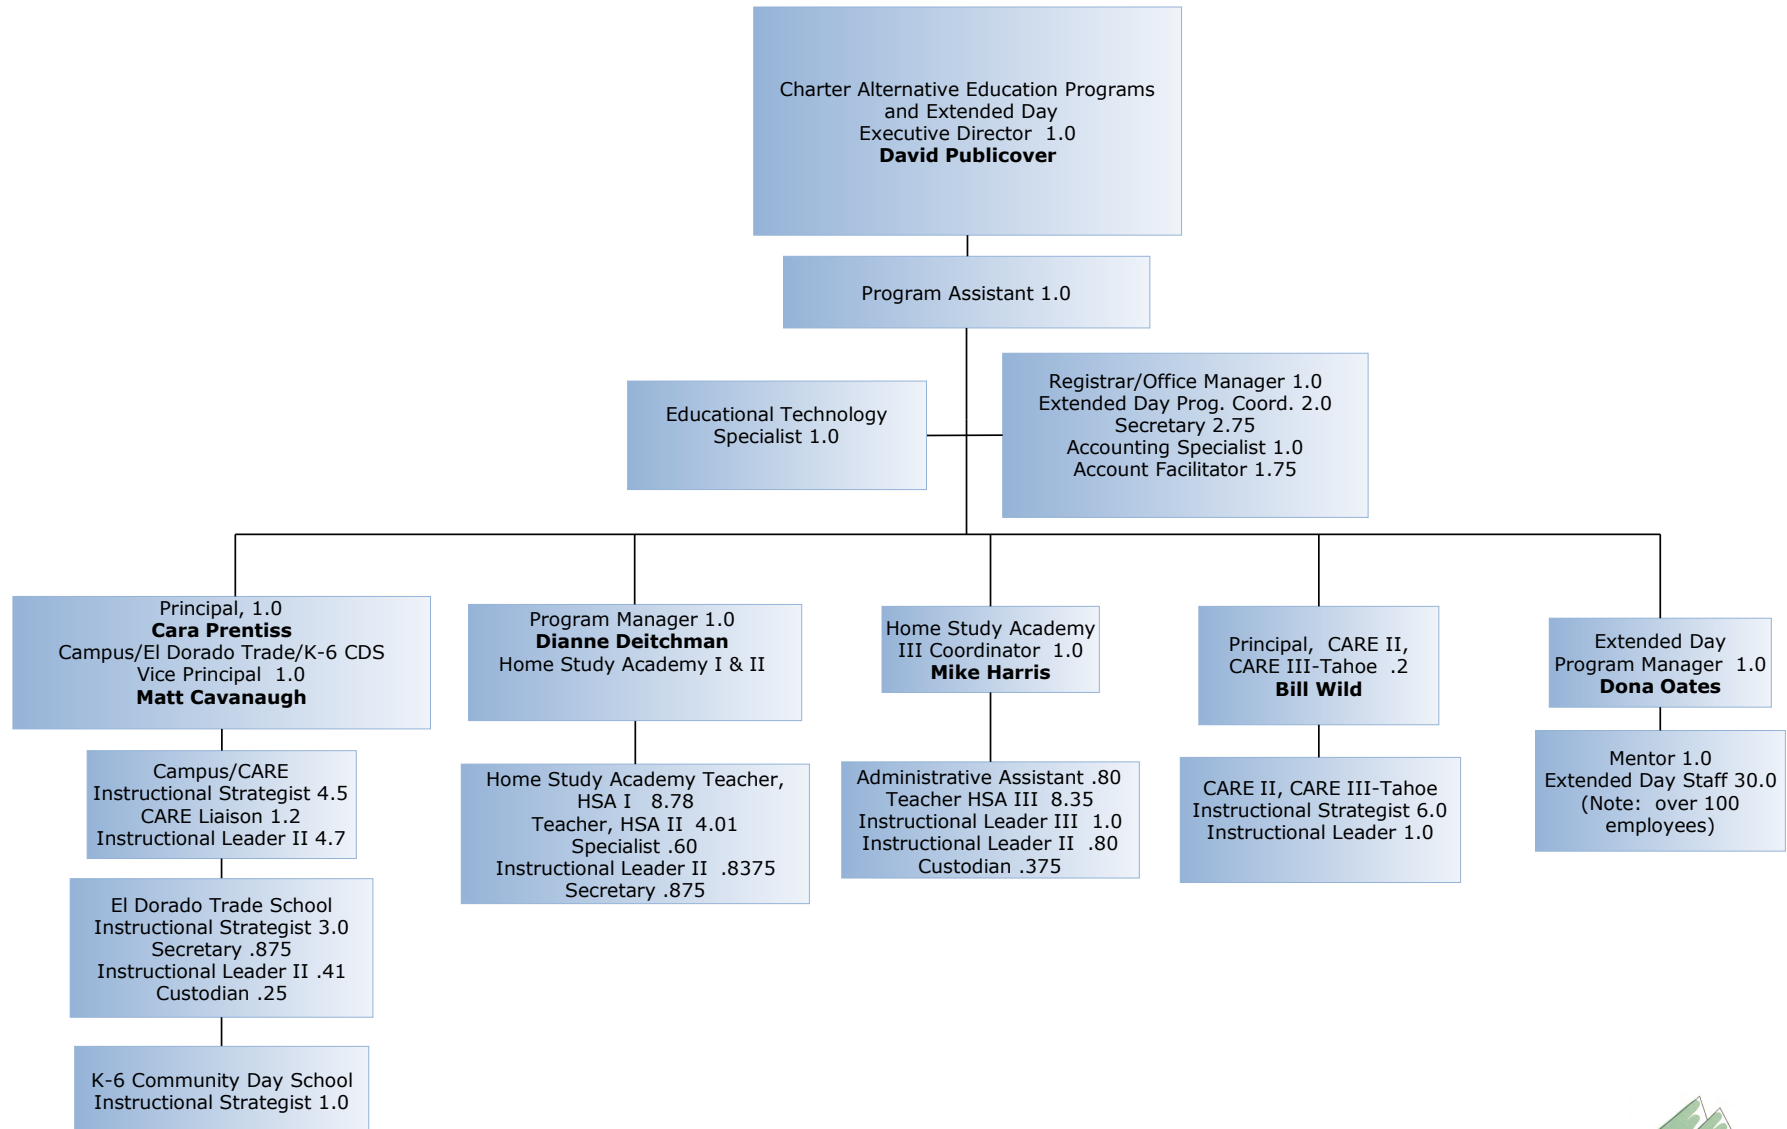 Charter Alternative Education Programs
and Extended Day
Executive Director 1.0
David Publicover
Program Assistant 1.0
Educational Technology
Specialist 1.0
Registrar/Office Manager 1.0
Extended Day Prog. Coord. 2.0
Secretary 2.75
Accounting Specialist 1.0
Account Facilitator 1.75
Principal, 1.0
Cara Prentiss
Campus/El Dorado Trade/K-6 CDS
Vice Principal 1.0
Matt Cavanaugh
Campus/CARE
Instructional Strategist 4.5
CARE Liaison 1.2
Instructional Leader II 4.7
El Dorado Trade School
Instructional Strategist 3.0
Secretary .875
Instructional Leader II .41
Custodian .25
K-6 Community Day School
Instructional Strategist 1.0
Program Manager 1.0
Dianne Deitchman
Home Study Academy I & II
Home Study Academy Teacher,
HSA I 8.78
Teacher, HSA II 4.01
Specialist .60
Instructional Leader II .8375
Secretary .875
Home Study Academy
III Coordinator 1.0
Mike Harris
Administrative Assistant .80
Teacher HSA III 8.35
Instructional Leader III 1.0
Instructional Leader II .80
Custodian .375
Principal, CARE II,
CARE III-Tahoe .2
Bill Wild
CARE II, CARE III-Tahoe
Instructional Strategist 6.0
Instructional Leader 1.0
Extended Day
Program Manager 1.0
Dona Oates
Mentor 1.0
Extended Day Staff 30.0
(Note: over 100
employees)